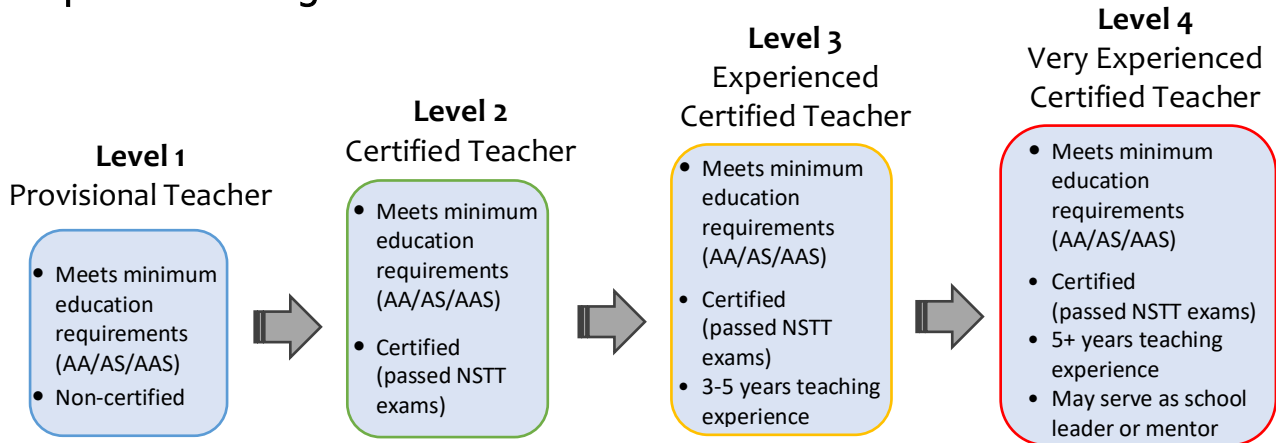 Level 1
Provisional Teacher
• Meets minimum
education
requirements
(AA/AS/AAS)
• Non-certified
Level 2
Certified Teacher
• Meets minimum
education
requirements
(AA/AS/AAS)
• Certified
(passed NSTT
exams)
Level 3
Experienced
Certified Teacher
• Meets minimum
education
requirements
(AA/AS/AAS)
• Certified
(passed NSTT
exams)
• 3-5 years teaching
experience
Level 4
Very Experienced
Certified Teacher
• Meets minimum
education
requirements
(AA/AS/AAS)
• Certified
(passed NSTT exams)
• 5+ years teaching
experience
• May serve as school
leader or mentor